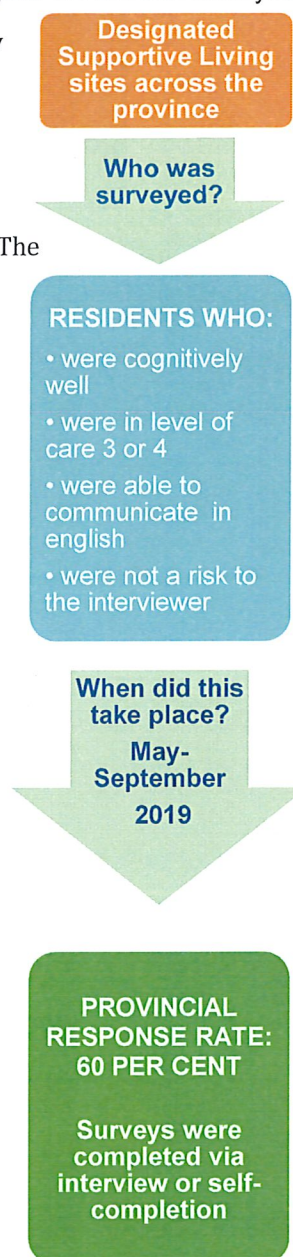 Designated
Supportive Living
sites across the
province
Who was
surveyed?
The
RESIDENTS WHO:
• were cognitively
well
• were in level of
care 3 or 4
• were able to
communicate in
english
• were not a risk to
the interviewer
When did this
take place?
May-
September
2019
PROVINCIAL
RESPONSE RATE:
60 PER CENT
Surveys were
completed via
interview or self-
completion